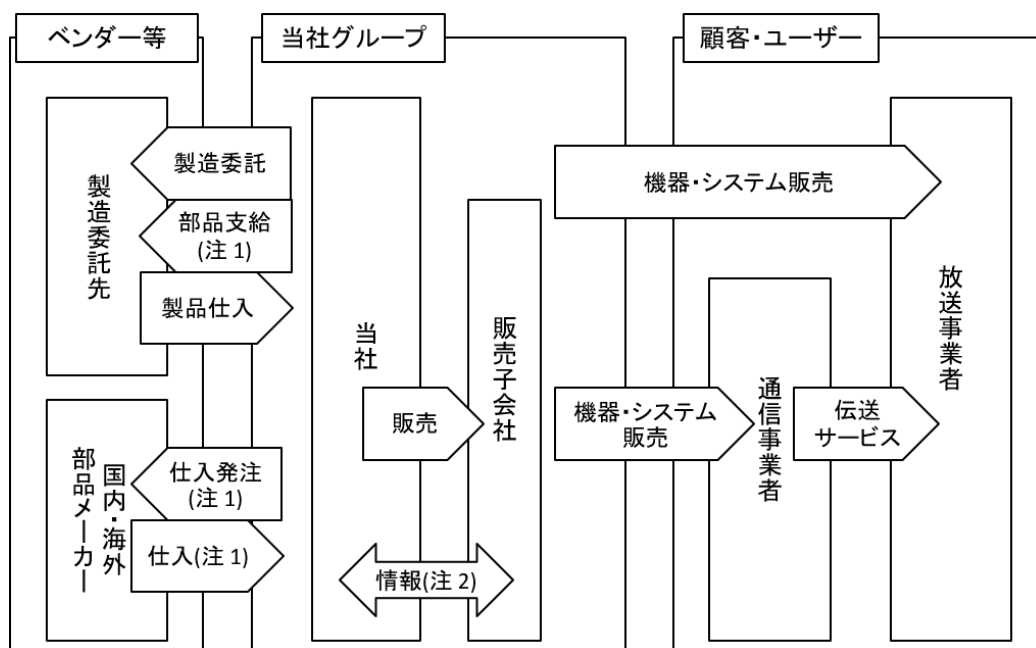 ベンダー等
当社グループ
顧客・ユーザー
製造委託先
製造委託
部品支給
(注 1)
製品仕入
国内・海外
部品メーカー
仕入発注
(注 1)
仕入(注 1)
当社
販売
情報(注 2)
販売子会社
機器・システム販売
機器・システム
販売
通信事業者
伝送
サービス
放送事業者